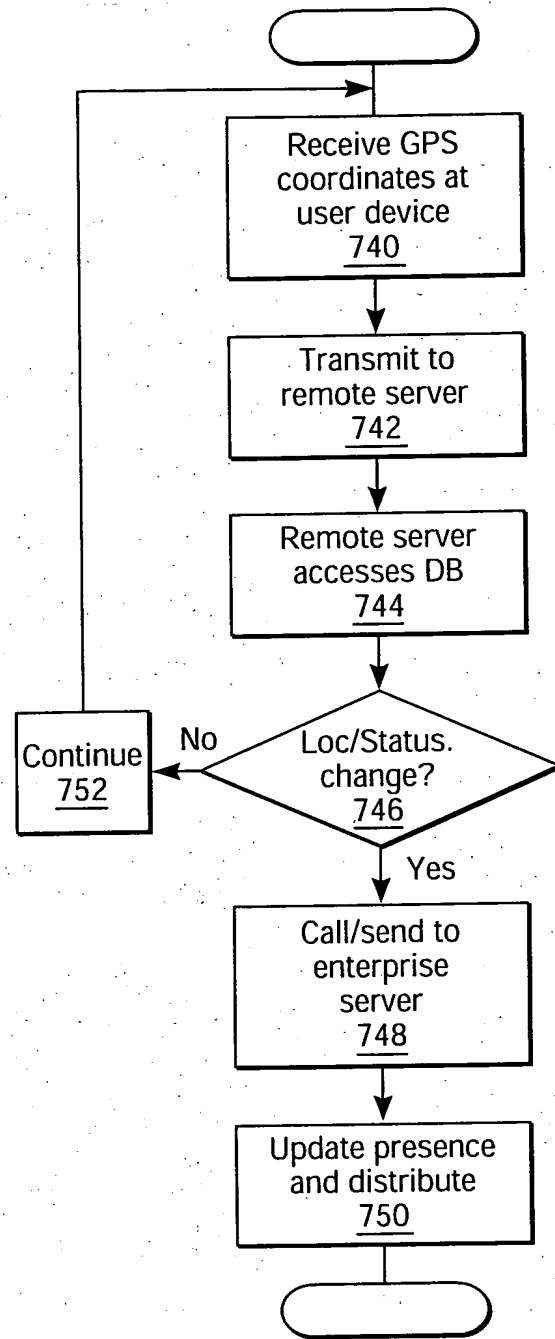 Receive GPS
coordinates at
user device
740
Transmit to
remote server
742
Remote server
accesses DB
744
Loc/Status.
change?
746
No
Continue
752
Yes
Call/send to
enterprise
server
748
Update presence
and distribute
750